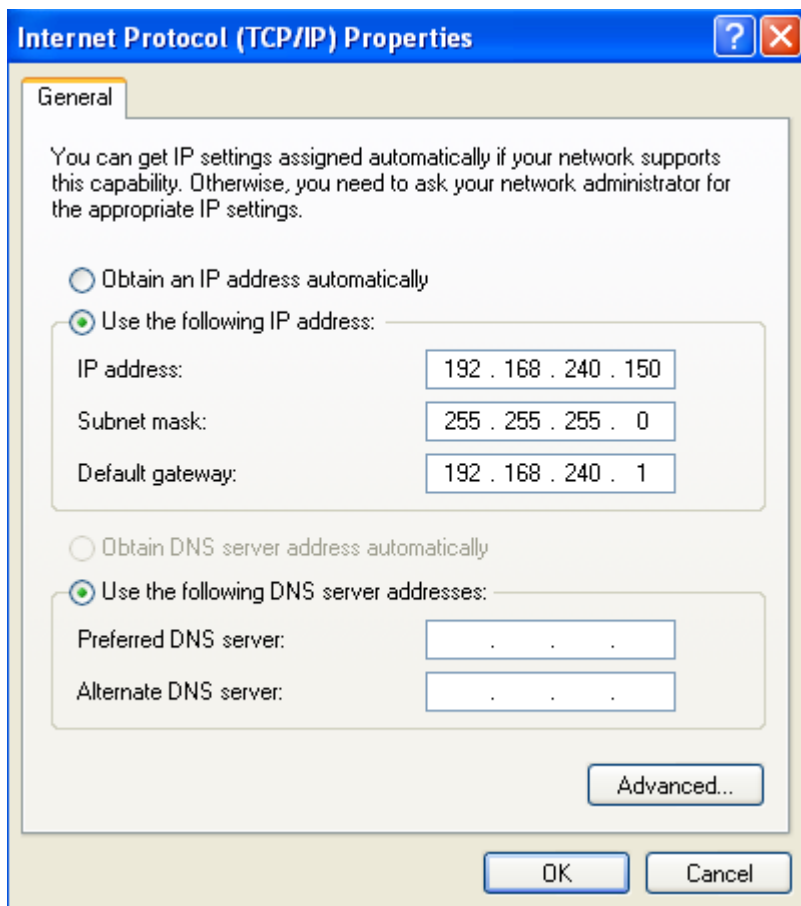 Internet Protocol (TCP/IP) Properties
General
You can get IP settings assigned automatically if your network supports
this capability. Otherwise, you need to ask your network administrator for
the appropriate IP settings.
Obtain an IP address automatically
Use the following IP address:
IP address: 192 . 168 . 240 . 150
Subnet mask: 255 . 255 . 255 . 0
Default gateway: 192 . 168 . 240 . 1
Obtain DNS server address automatically
Use the following DNS server addresses:
Preferred DNS server: . . .
Alternate DNS server: . . .
Advanced...
OK Cancel